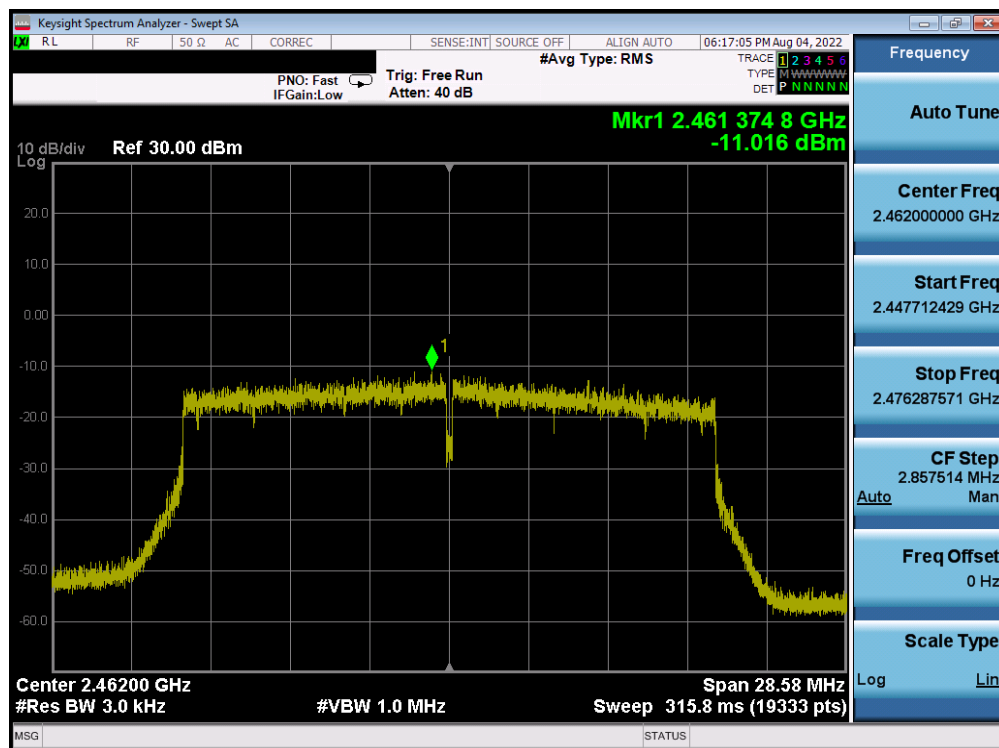 Keysight Spectrum Analyzer - Swept SA
LXI RL RF 50 Ω AC CORREC SENSE:INT SOURCE OFF ALIGN AUTO 06:17:05 PM Aug 04, 2022
#Avg Type: RMS
TRACE 1 2 3 4 5 6
PNO: Fast
Trig: Free Run
TYPE M WWWWW
IFGain:Low
Atten: 40 dB
DET P N N N N N
Mkr1 2.461 374 8 GHz
-11.016 dBm
10 dB/div
Ref 30.00 dBm
Log
20.0
10.0
0.00
-10.0
-20.0
-30.0
-40.0
-50.0
-60.0
1
Center 2.46200 GHz
Span 28.58 MHz
#Res BW 3.0 kHz
#VBW 1.0 MHz
Sweep 315.8 ms (19333 pts)
MSG
STATUS
Frequency
Auto Tune
Center Freq
2.462000000 GHz
Start Freq
2.447712429 GHz
Stop Freq
2.476287571 GHz
CF Step
2.857514 MHz
Auto Man
Freq Offset
0 Hz
Scale Type
Log Lin